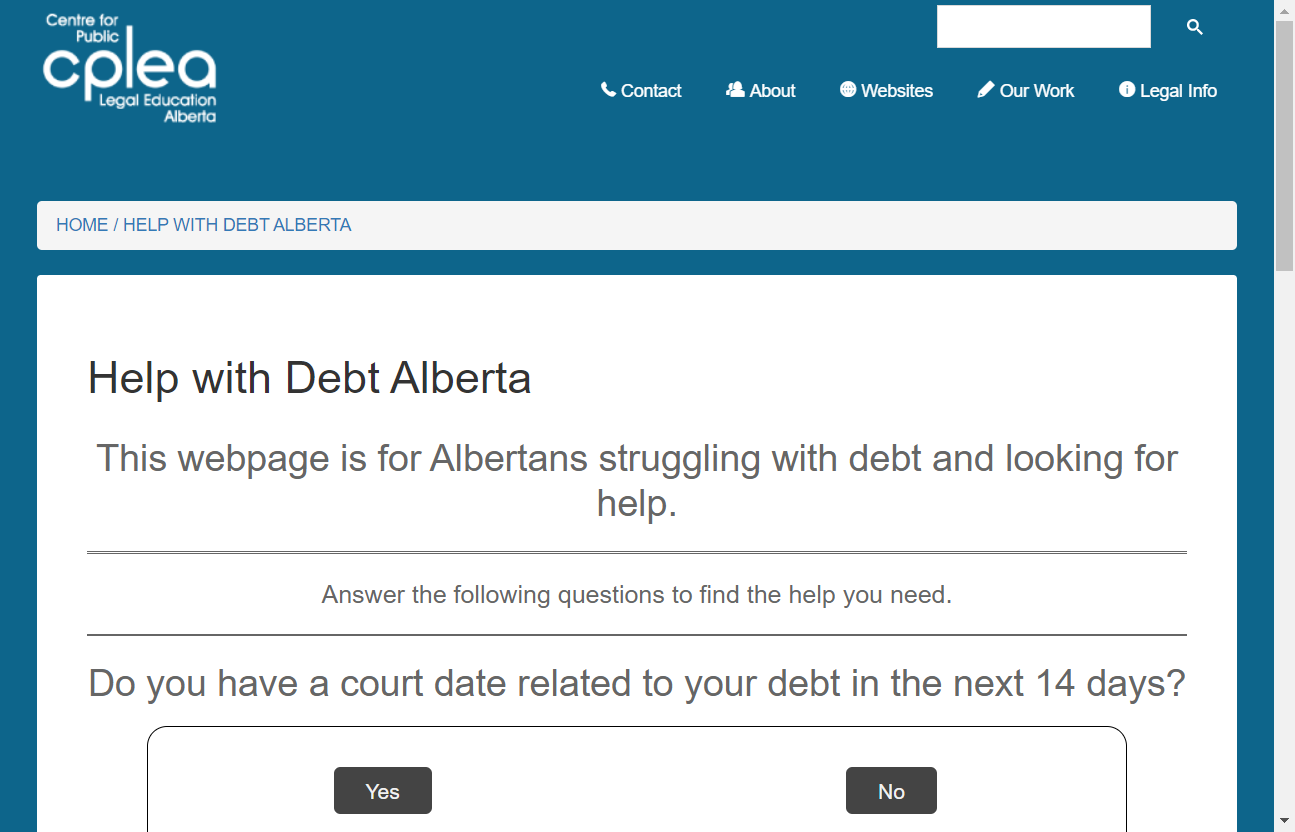 Centre for
Public
cplea
Legal Education
Alberta
Contact
About
Websites
Our Work
Legal Info
HOME / HELP WITH DEBT ALBERTA
Help with Debt Alberta
This webpage is for Albertans struggling with debt and looking for
help.
Answer the following questions to find the help you need.
Do you have a court date related to your debt in the next 14 days?
Yes
No